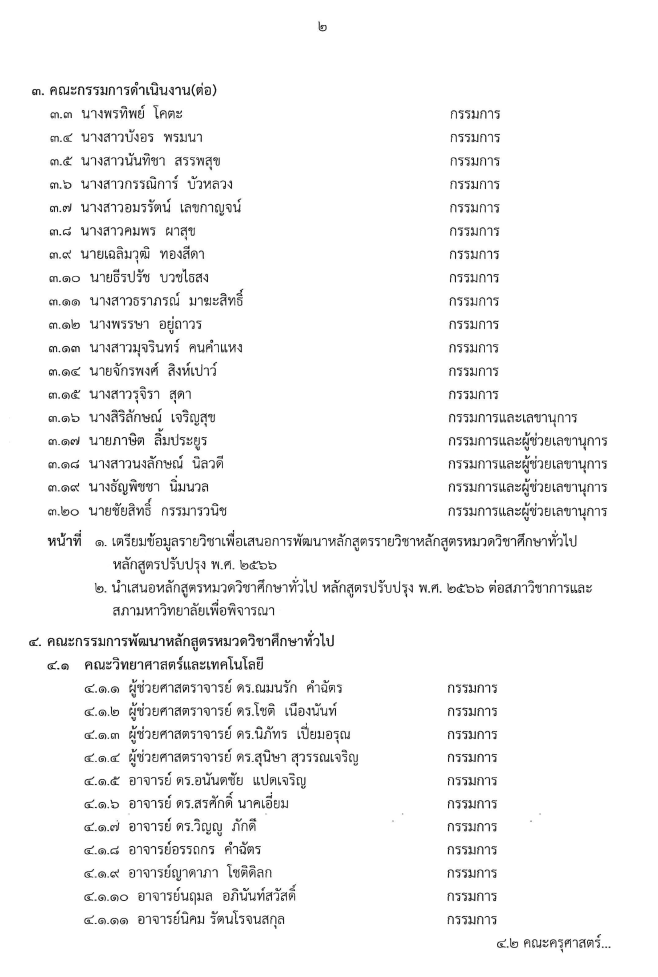 ๒
๓. คณะกรรมการดำเนินงาน(ต่อ)
๓.๓ นางพรทิพย์ โคตะ กรรมการ
๓.๔ นางสาวบังอร พรมนา กรรมการ
๓.๕ นางสาวนันทิชา สรรพสุข กรรมการ
๓.๖ นางสาวกรรณิการ์ บัวหลวง กรรมการ
๓.๗ นางสาวอมรรัตน์ เลขกาญจน์ กรรมการ
๓.๘ นางสาวคมพร ผาสุข กรรมการ
๓.๙ นายเฉลิมวุฒิ ทองสีดา กรรมการ
๓.๑๐ นายธีรปรัช บวชไธสง กรรมการ
๓.๑๑ นางสาวธราภรณ์ มาฆะสิทธิ์ กรรมการ
๓.๑๒ นางพรรษา อยู่ถาวร กรรมการ
๓.๑๓ นางสาวมุจรินทร์ คนคำแหง กรรมการ
๓.๑๔ นายจักรพงศ์ สิงห์เปาว์ กรรมการ
๓.๑๕ นางสาวรุจิรา สุดา กรรมการ
๓.๑๖ นางสิริลักษณ์ เจริญสุข กรรมการและเลขานุการ
๓.๑๗ นายภาษิต ลิ้มประยูร กรรมการและผู้ช่วยเลขานุการ
๓.๑๘ นางสาวนงลักษณ์ นิลวดี กรรมการและผู้ช่วยเลขานุการ
๓.๑๙ นางธัญพิชชา นิ่มนวล กรรมการและผู้ช่วยเลขานุการ
๓.๒๐ นายชัยสิทธิ์ กรรมารวนิช กรรมการและผู้ช่วยเลขานุการ
หน้าที่ ๑. เตรียมข้อมูลรายวิชาเพื่อเสนอการพัฒนาหลักสูตรรายวิชาหลักสูตรหมวดวิชาศึกษาทั่วไป
หลักสูตรปรับปรุง พ.ศ. ๒๕๖๖
๒. นำเสนอหลักสูตรหมวดวิชาศึกษาทั่วไป หลักสูตรปรับปรุง พ.ศ. ๒๕๖๖ ต่อสภาวิชาการและ
สภามหาวิทยาลัยเพื่อพิจารณา
๔. คณะกรรมการพัฒนาหลักสูตรหมวดวิชาศึกษาทั่วไป
๔.๑ คณะวิทยาศาสตร์และเทคโนโลยี
๔.๑.๑ ผู้ช่วยศาสตราจารย์ ดร.ณมนรัก คำฉัตร กรรมการ
๔.๑.๒ ผู้ช่วยศาสตราจารย์ ดร.โชติ เนืองนันท์ กรรมการ
๔.๑.๓ ผู้ช่วยศาสตราจารย์ ดร.นิภัทร เปี่ยมอรุณ กรรมการ
๔.๑.๔ ผู้ช่วยศาสตราจารย์ ดร.สุนิษา สุวรรณเจริญ กรรมการ
๔.๑.๕ อาจารย์ ดร.อนันตชัย แปดเจริญ กรรมการ
๔.๑.๖ อาจารย์ ดร.สรศักดิ์ นาคเอี่ยม กรรมการ
๔.๑.๗ อาจารย์ ดร.วิญญู ภักดี กรรมการ
๔.๑.๘ อาจารย์อรรถกร คำฉัตร กรรมการ
๔.๑.๙ อาจารย์ญาดาภา โชติดิลก กรรมการ
๔.๑.๑๐ อาจารย์นฤมล อภินันท์สวัสดิ์ กรรมการ
๔.๑.๑๑ อาจารย์นิคม รัตนโรจนสกุล กรรมการ
๔.๒ คณะครุศาสตร์...